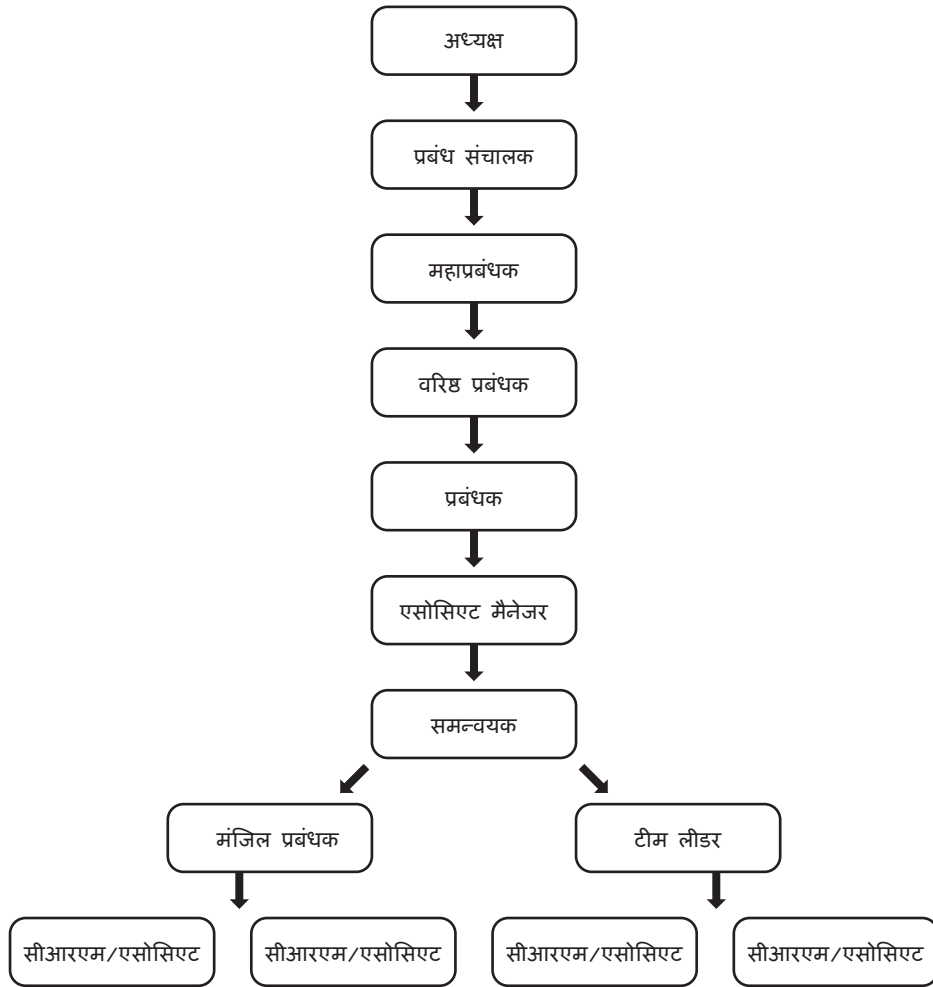 अध्यक्ष
प्रबंध संचालक
महाप्रबंधक
वरिष्ठ प्रबंधक
प्रबंधक
एसोसिएट मैनेजर
समन्वयक
मंजिल प्रबंधक
टीम लीडर
सीआरएम/एसोसिएट
सीआरएम/एसोसिएट
सीआरएम/एसोसिएट
सीआरएम/एसोसिएट